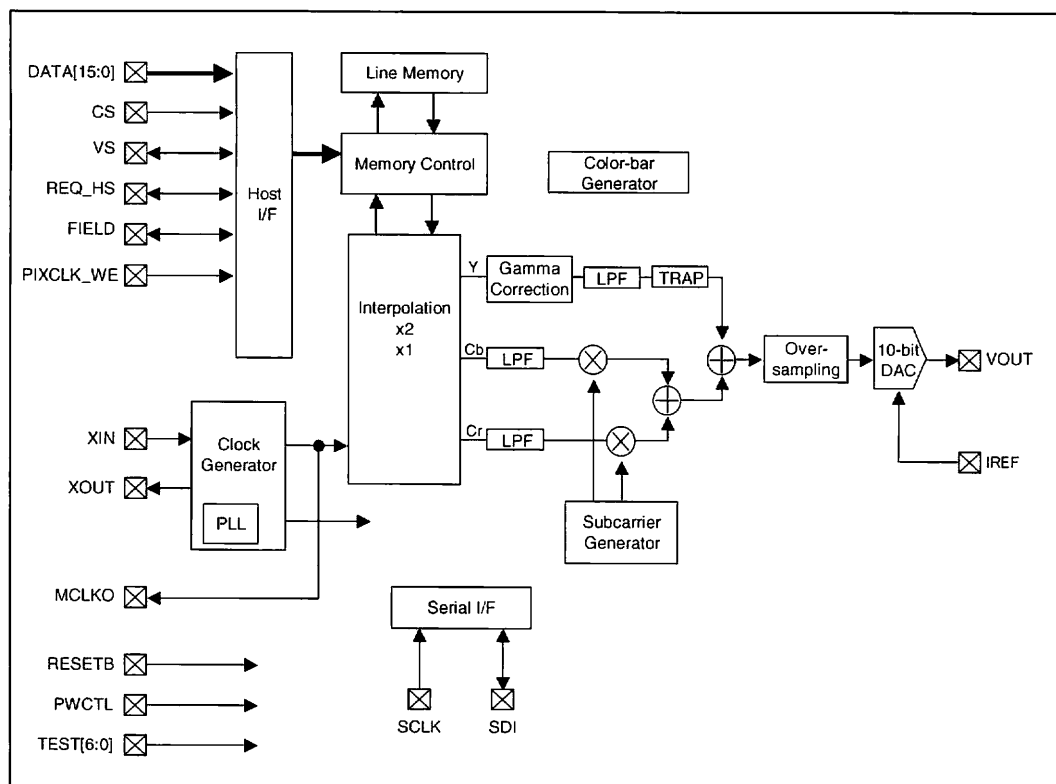 DATA[15:0]
CS
VS
REQ_HS
FIELD
PIXCLK_WE
Host
I/F
Line Memory
Memory Control
Color-bar
Generator
Interpolation
x2
x1
Y
Gamma
Correction
LPF
TRAP
Cb
LPF
Cr
LPF
Over-
sampling
10-bit
DAC
VOUT
IREF
Subcarrier
Generator
XIN
XOUT
Clock
Generator
PLL
MCLKO
Serial I/F
SCLK
SDI
RESETB
PWCTL
TEST[6:0]